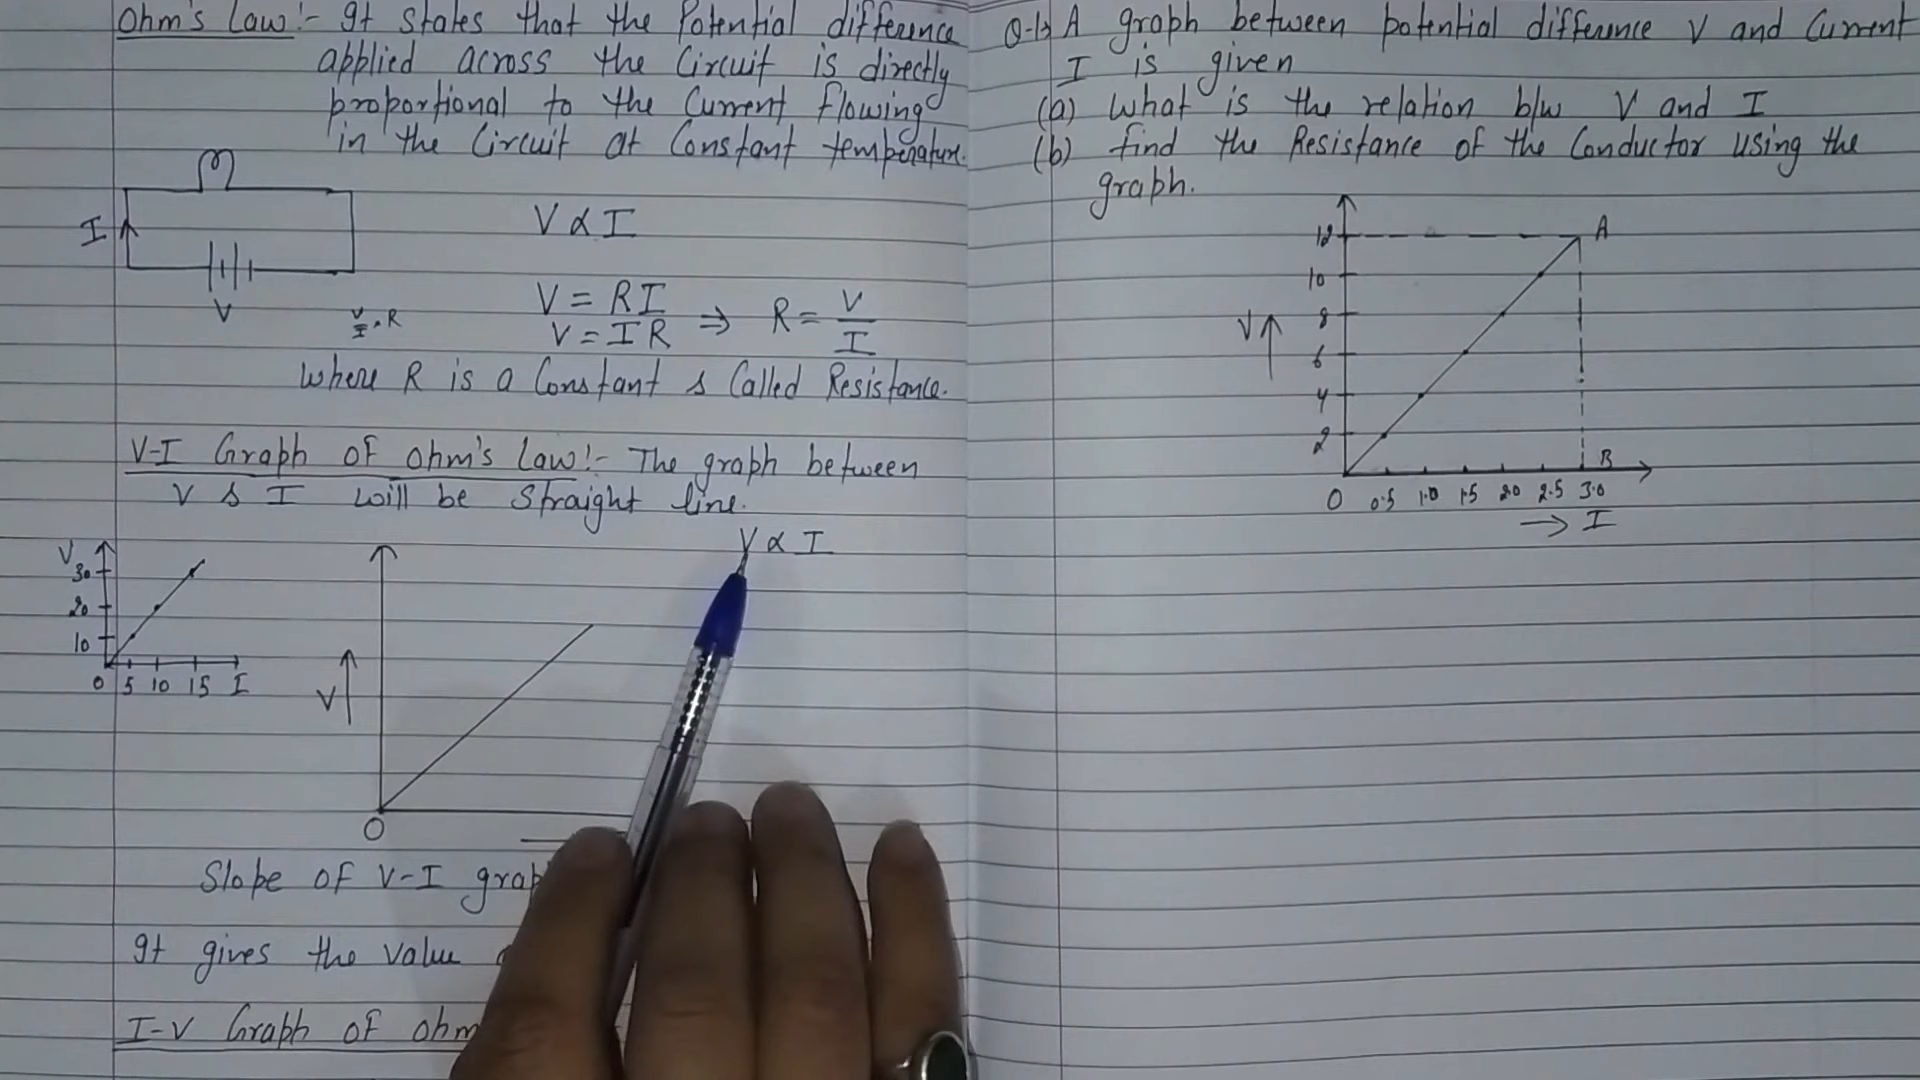 Ohm's Law:- It states that the Potential difference
applied across the Circuit is directly
proportional to the Current flowing
in the Circuit at Constant temperature.
I
V
V ∝ I
V = RI
V = IR ⇒ R = V/I
V/I = R
where R is a Constant & Called Resistance.
V-I Graph of Ohm's Law:- The graph between
V & I will be straight line.
V ∝ I
V
30
20
10
0 5 10 15 I
V
O
Slope of V-I
It gives the value
I-V Graph of
Q-1) A graph between potential difference V and Current
I is given
(a) What is the relation b/w V and I
(b) find the Resistance of the Conductor using the
graph.
12 A
10
V 8
6
4
2
B
0 0.5 1.0 1.5 2.0 2.5 3.0
→ I